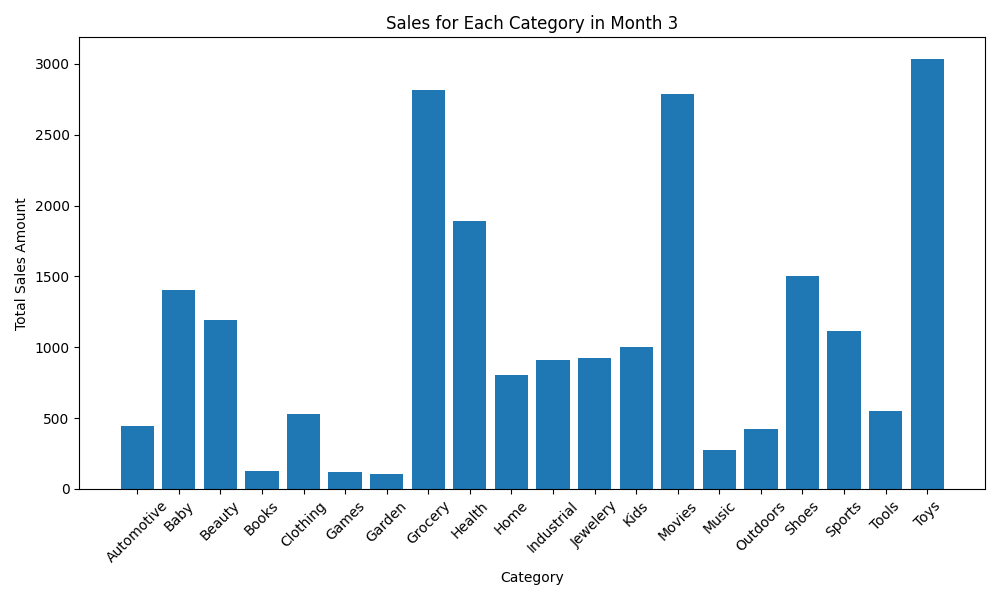 Sales for Each Category in Month 3
Total Sales Amount
3000
2500
2000
1500
1000
500
0
Automotive
Baby
Beauty
Books
Clothing
Games
Garden
Grocery
Health
Home
Industrial
Jewelery
Kids
Movies
Music
Outdoors
Shoes
Sports
Tools
Toys
Category